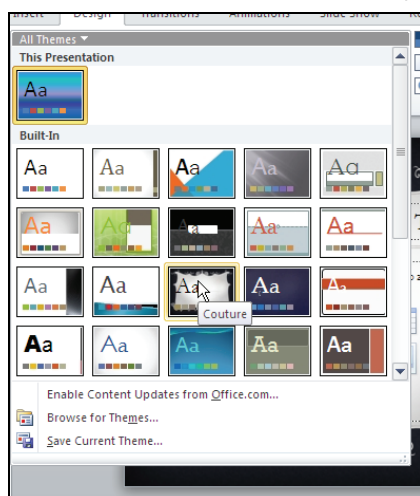 Insert Design Transitions Animations Slide Show
All Themes
This Presentation
Aa
Built-In
Aa Aa Aa Aa Aa
Aa Aa Aa Aa Aa
Aa Aa Aa Aa Aa
Couture
Aa Aa Aa Aa Aa
Enable Content Updates from Office.com...
Browse for Themes...
Save Current Theme...